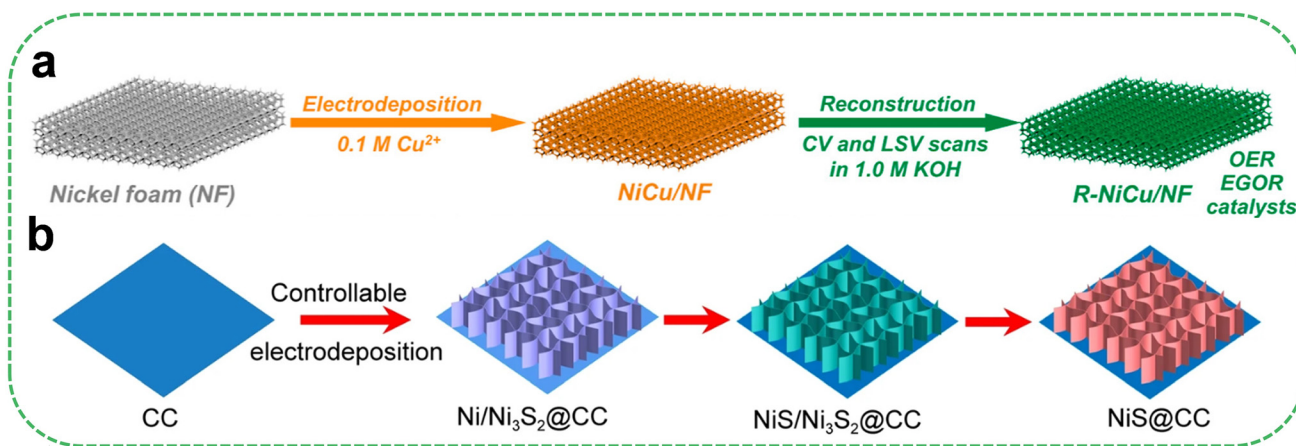 a
Electrodeposition
0.1 M Cu²⁺
Reconstruction
CV and LSV scans
in 1.0 M KOH
Nickel foam (NF)
NiCu/NF
R-NiCu/NF
OER
EGOR
catalysts
b
Controllable
electrodeposition
CC
Ni/Ni₃S₂@CC
NiS/Ni₃S₂@CC
NiS@CC